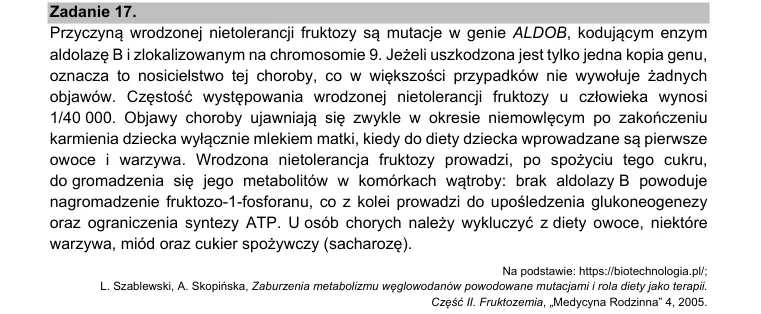 Zadanie 17.
Przyczyną wrodzonej nietolerancji fruktozy są mutacje w genie ALDOB, kodującym enzym
aldolazę B i zlokalizowanym na chromosomie 9. Jeżeli uszkodzona jest tylko jedna kopia genu,
oznacza to nosicielstwo tej choroby, co w większości przypadków nie wywołuje żadnych
objawów. Częstość występowania wrodzonej nietolerancji fruktozy u człowieka wynosi
1/40 000. Objawy choroby ujawniają się zwykle w okresie niemowlęcym po zakończeniu
karmienia dziecka wyłącznie mlekiem matki, kiedy do diety dziecka wprowadzane są pierwsze
owoce i warzywa. Wrodzona nietolerancja fruktozy prowadzi, po spożyciu tego cukru,
do gromadzenia się jego metabolitów w komórkach wątroby: brak aldolazy B powoduje
nagromadzenie fruktozo-1-fosforanu, co z kolei prowadzi do upośledzenia glukoneogenezy
oraz ograniczenia syntezy ATP. U osób chorych należy wykluczyć z diety owoce, niektóre
warzywa, miód oraz cukier spożywczy (sacharozę).
Na podstawie: https://biotechnologia.pl/;
L. Szablewski, A. Skopińska, Zaburzenia metabolizmu węglowodanów powodowane mutacjami i rola diety jako terapii.
Część II. Fruktozemia, „Medycyna Rodzinna” 4, 2005.